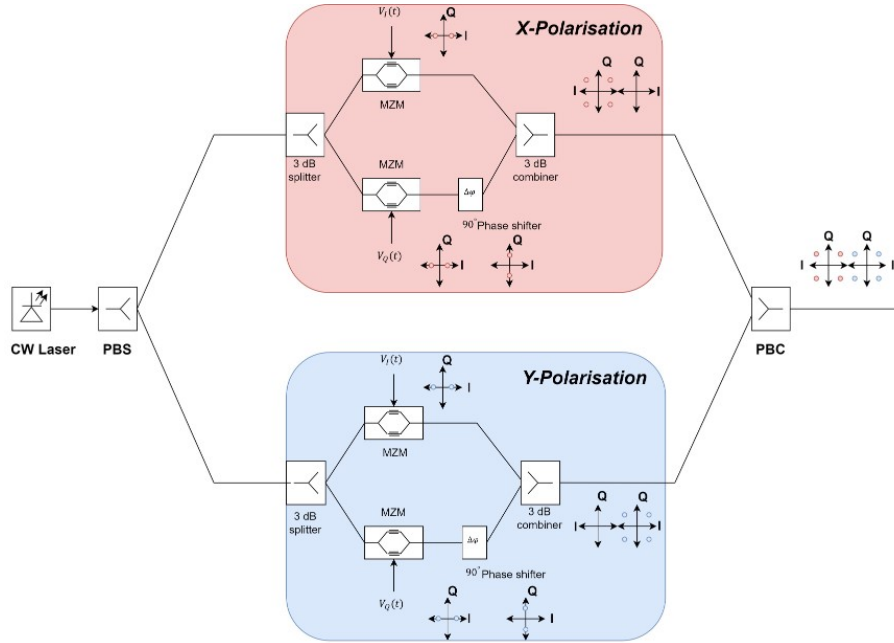 V_I(t)
Q
X-Polarisation
I
MZM
Q Q
I I
3 dB
splitter
MZM
Δφ
3 dB
combiner
90°Phase shifter
V_Q(t)
Q Q
I I
Q Q
I I
CW Laser
PBS
PBC
V_I(t)
Q
Y-Polarisation
I
MZM
3 dB
splitter
MZM
Δφ
3 dB
combiner
Q Q
I I
90°Phase shifter
V_Q(t)
Q Q
I I